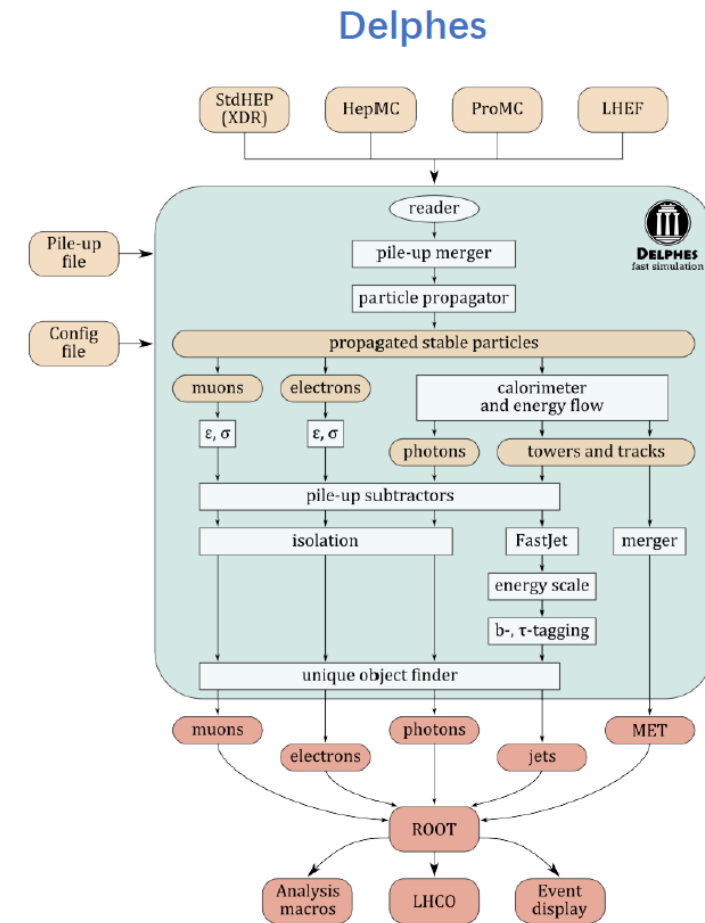 Delphes
StdHEP
(XDR)
HepMC
ProMC
LHEF
reader
Pile-up
file
pile-up merger
DELPHES
fast simulation
particle propagator
Config
file
propagated stable particles
muons
electrons
calorimeter
and energy flow
ε, σ
ε, σ
photons
towers and tracks
pile-up subtractors
isolation
FastJet
merger
energy scale
b-, τ-tagging
unique object finder
muons
electrons
photons
jets
MET
ROOT
Analysis
macros
LHCO
Event
display